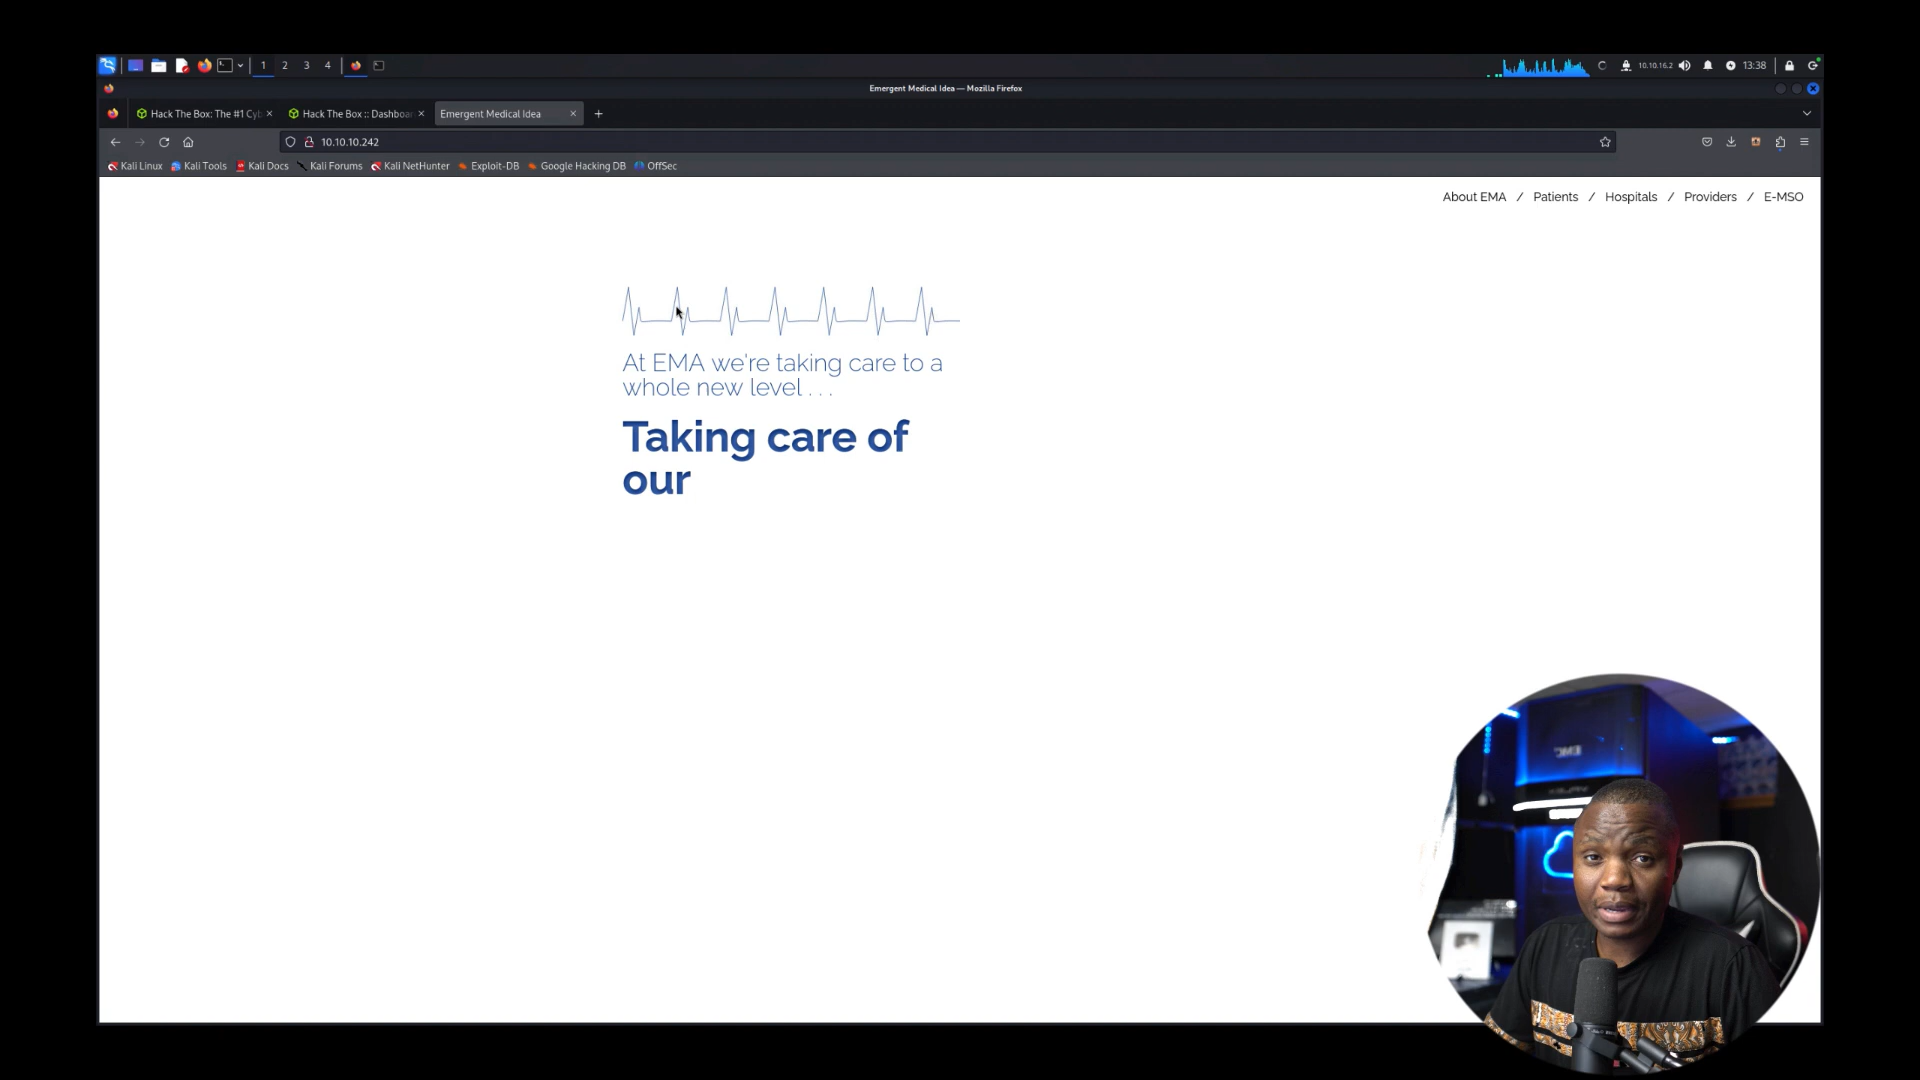 1 2 3 4
10.10.16.2 13:38
Emergent Medical Idea — Mozilla Firefox
Hack The Box: The #1 Cyb
Hack The Box :: Dashboar
Emergent Medical Idea
10.10.10.242
Kali Linux Kali Tools Kali Docs Kali Forums Kali NetHunter Exploit-DB Google Hacking DB OffSec
About EMA / Patients / Hospitals / Providers / E-MSO
At EMA we're taking care to a
whole new level . . .
Taking care of
our